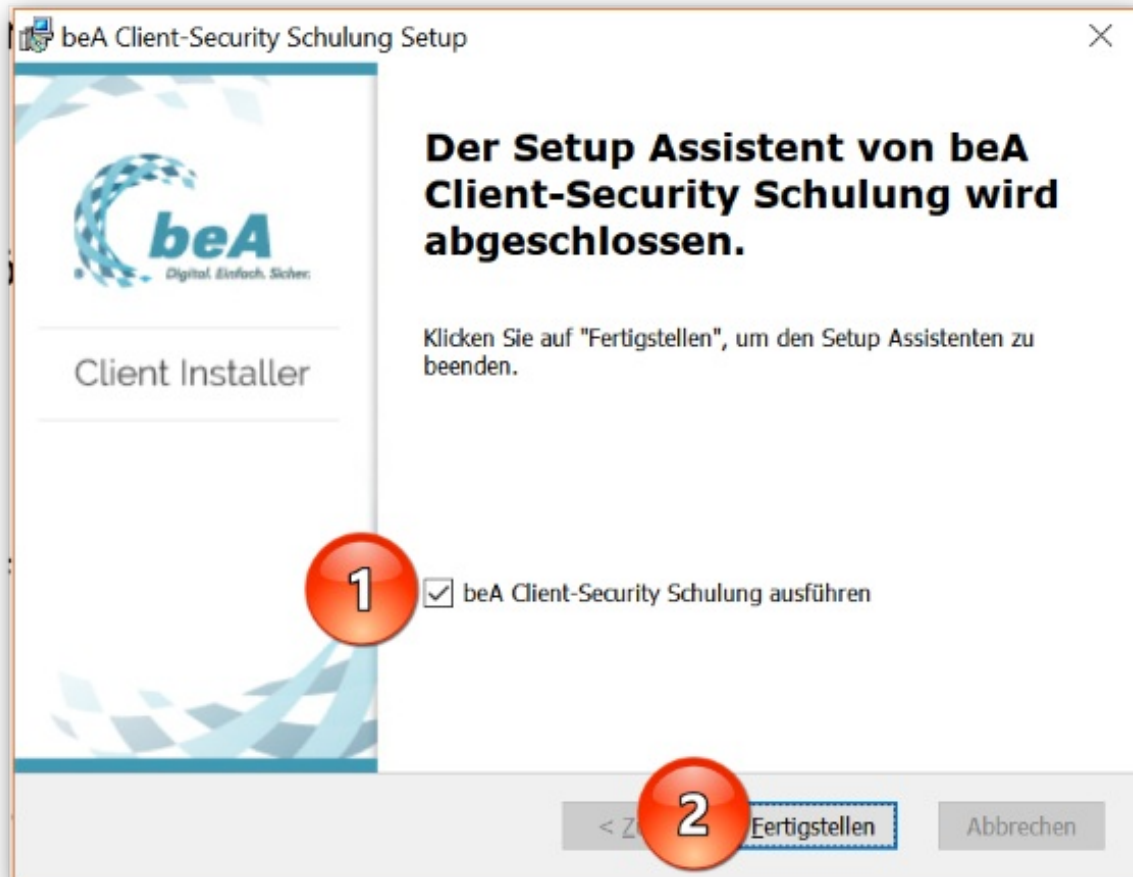 beA Client-Security Schulung Setup
beA
Digital. Einfach. Sicher.
Client Installer
Der Setup Assistent von beA
Client-Security Schulung wird
abgeschlossen.
Klicken Sie auf "Fertigstellen", um den Setup Assistenten zu
beenden.
1
beA Client-Security Schulung ausführen
< Z
2
Fertigstellen
Abbrechen